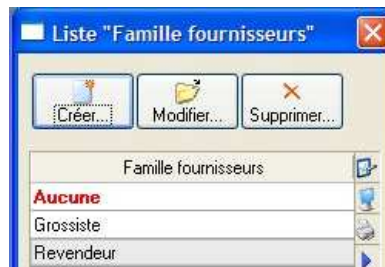 Liste "Famille fournisseurs"
Créer... Modifier... Supprimer...
Famille fournisseurs
Aucune
Grossiste
Revendeur